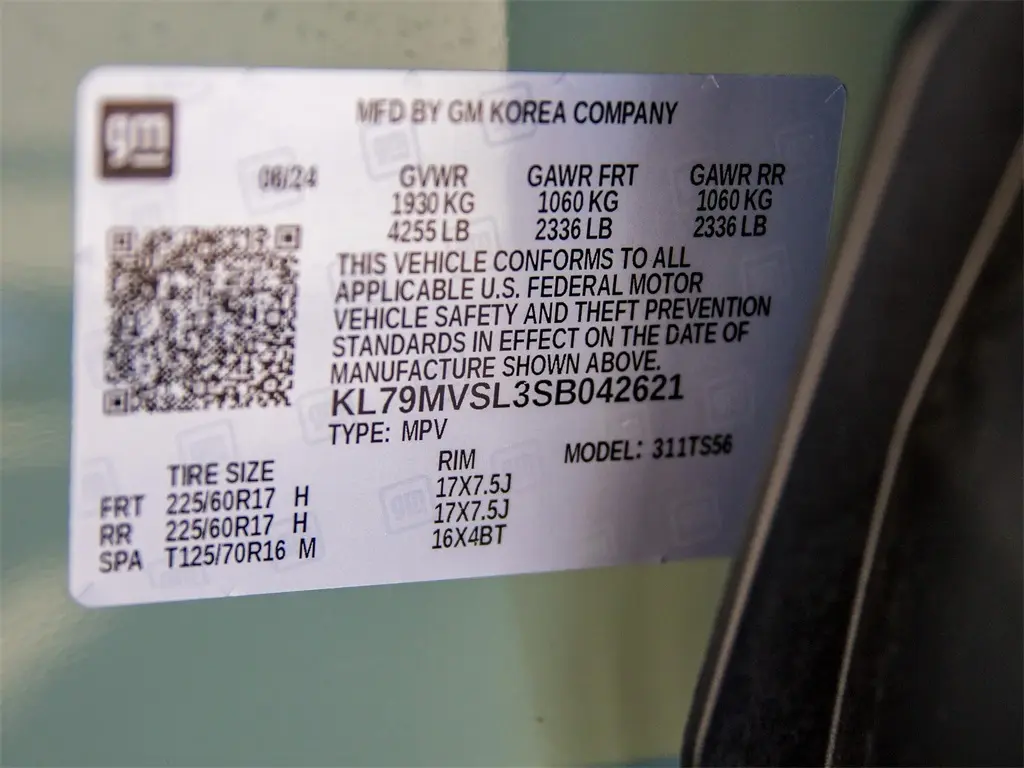 gm
MFD BY GM KOREA COMPANY
06/24 GVWR GAWR FRT GAWR RR
1930 KG 1060 KG 1060 KG
4255 LB 2336 LB 2336 LB
THIS VEHICLE CONFORMS TO ALL
APPLICABLE U.S. FEDERAL MOTOR
VEHICLE SAFETY AND THEFT PREVENTION
STANDARDS IN EFFECT ON THE DATE OF
MANUFACTURE SHOWN ABOVE.
KL79MVSL3SB042621
TYPE: MPV MODEL: 311TS56
TIRE SIZE RIM
FRT 225/60R17 H 17X7.5J
RR 225/60R17 H 17X7.5J
SPA T125/70R16 M 16X4BT